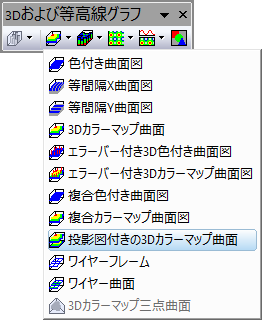 3Dおよび等高線グラフ
色付き曲面図
等間隔X曲面図
等間隔Y曲面図
3Dカラーマップ曲面
エラーバー付き3D色付き曲面図
エラーバー付き3Dカラーマップ曲面図
複合色付き曲面図
複合カラーマップ曲面図
投影図付きの3Dカラーマップ曲面
ワイヤーフレーム
ワイヤー曲面
3Dカラーマップ三点曲面